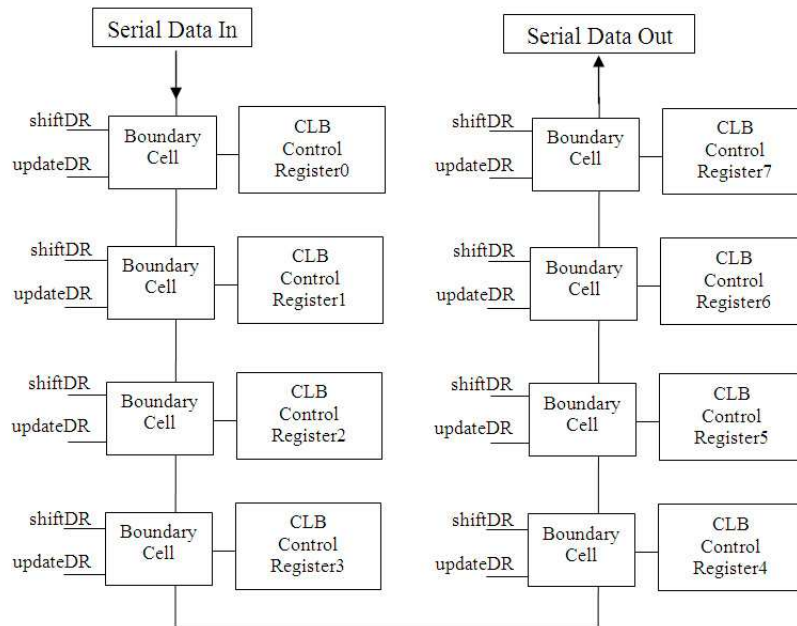 Serial Data In
shiftDR
updateDR
Boundary
Cell
CLB
Control
Register0
shiftDR
updateDR
Boundary
Cell
CLB
Control
Register1
shiftDR
updateDR
Boundary
Cell
CLB
Control
Register2
shiftDR
updateDR
Boundary
Cell
CLB
Control
Register3
Serial Data Out
shiftDR
updateDR
Boundary
Cell
CLB
Control
Register7
shiftDR
updateDR
Boundary
Cell
CLB
Control
Register6
shiftDR
updateDR
Boundary
Cell
CLB
Control
Register5
shiftDR
updateDR
Boundary
Cell
CLB
Control
Register4